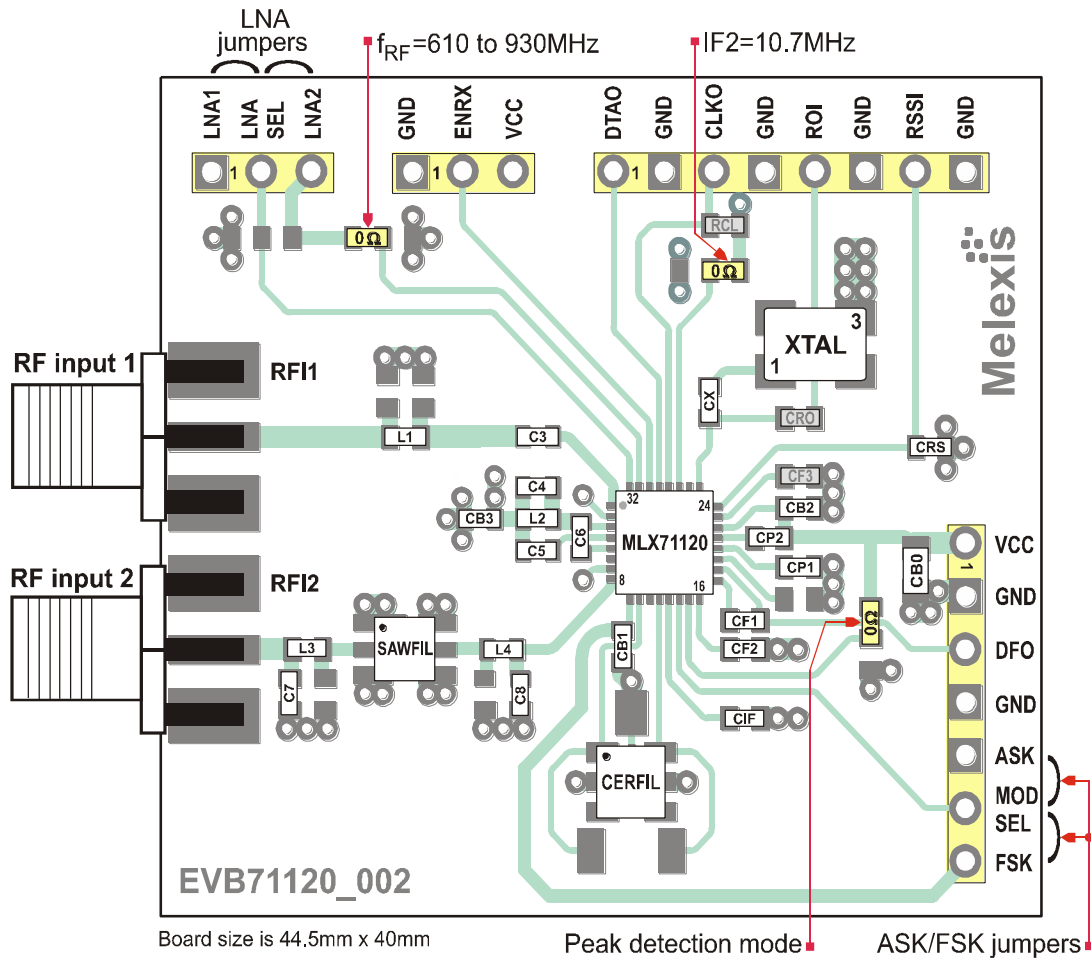 LNA
jumpers
fRF=610 to 930MHz
IF2=10.7MHz
LNA1
LNA
SEL
LNA2
GND
ENRX
VCC
DTAO
GND
CLKO
GND
ROI
GND
RSSI
GND
1
1
1
0Ω
RCL
0Ω
Melexis
XTAL
3
1
RF input 1
RFI1
CX
CRO
L1
C3
CRS
C4
CB3
L2
C5
C6
32
24
MLX71120
8
16
CF3
CB2
CP2
CP1
CB0
VCC
1
GND
DFO
GND
ASK
MOD
SEL
FSK
RF input 2
RFI2
0Ω
CF1
CF2
CB1
L3
SAWFIL
L4
C7
C8
CIF
CERFIL
EVB71120_002
Board size is 44.5mm x 40mm
Peak detection mode
ASK/FSK jumpers